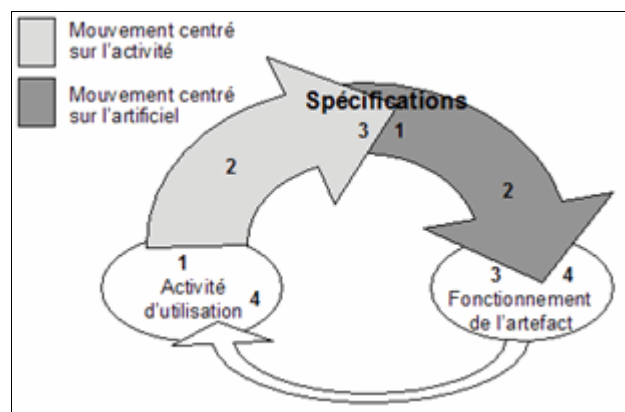 Mouvement centré
sur l'activité
Mouvement centré
sur l'artificiel
Spécifications
3 1
2
2
1
Activité
d'utilisation 4
3 4
Fonctionnement
de l'artefact